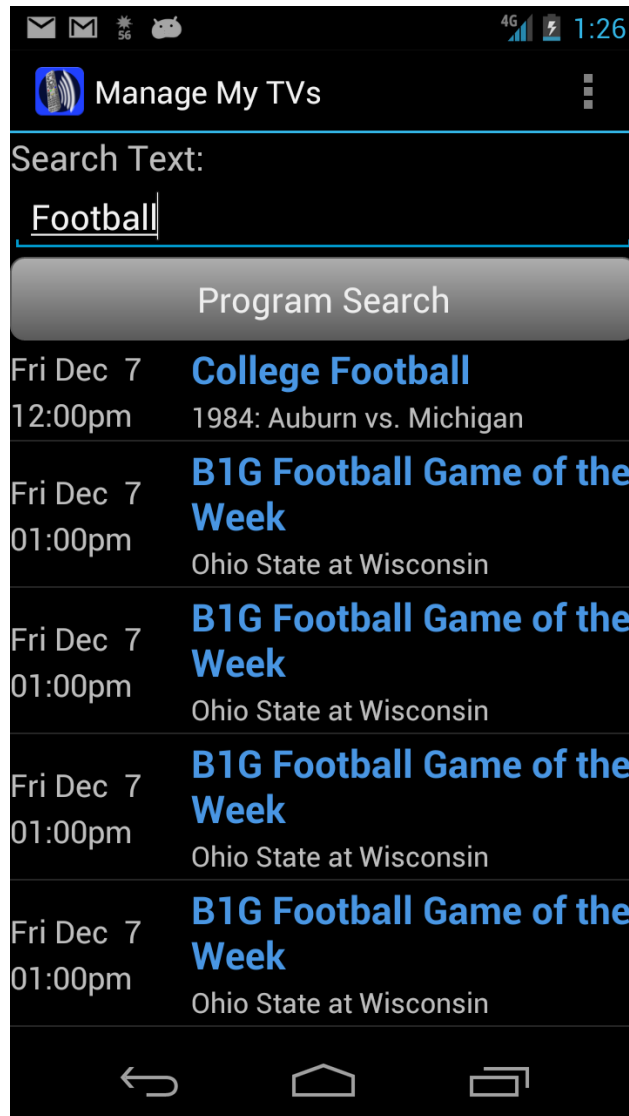 56
4G
1:26
Manage My TVs
Search Text:
Football
Program Search
Fri Dec 7
12:00pm
College Football
1984: Auburn vs. Michigan
Fri Dec 7
01:00pm
B1G Football Game of the
Week
Ohio State at Wisconsin
Fri Dec 7
01:00pm
B1G Football Game of the
Week
Ohio State at Wisconsin
Fri Dec 7
01:00pm
B1G Football Game of the
Week
Ohio State at Wisconsin
Fri Dec 7
01:00pm
B1G Football Game of the
Week
Ohio State at Wisconsin